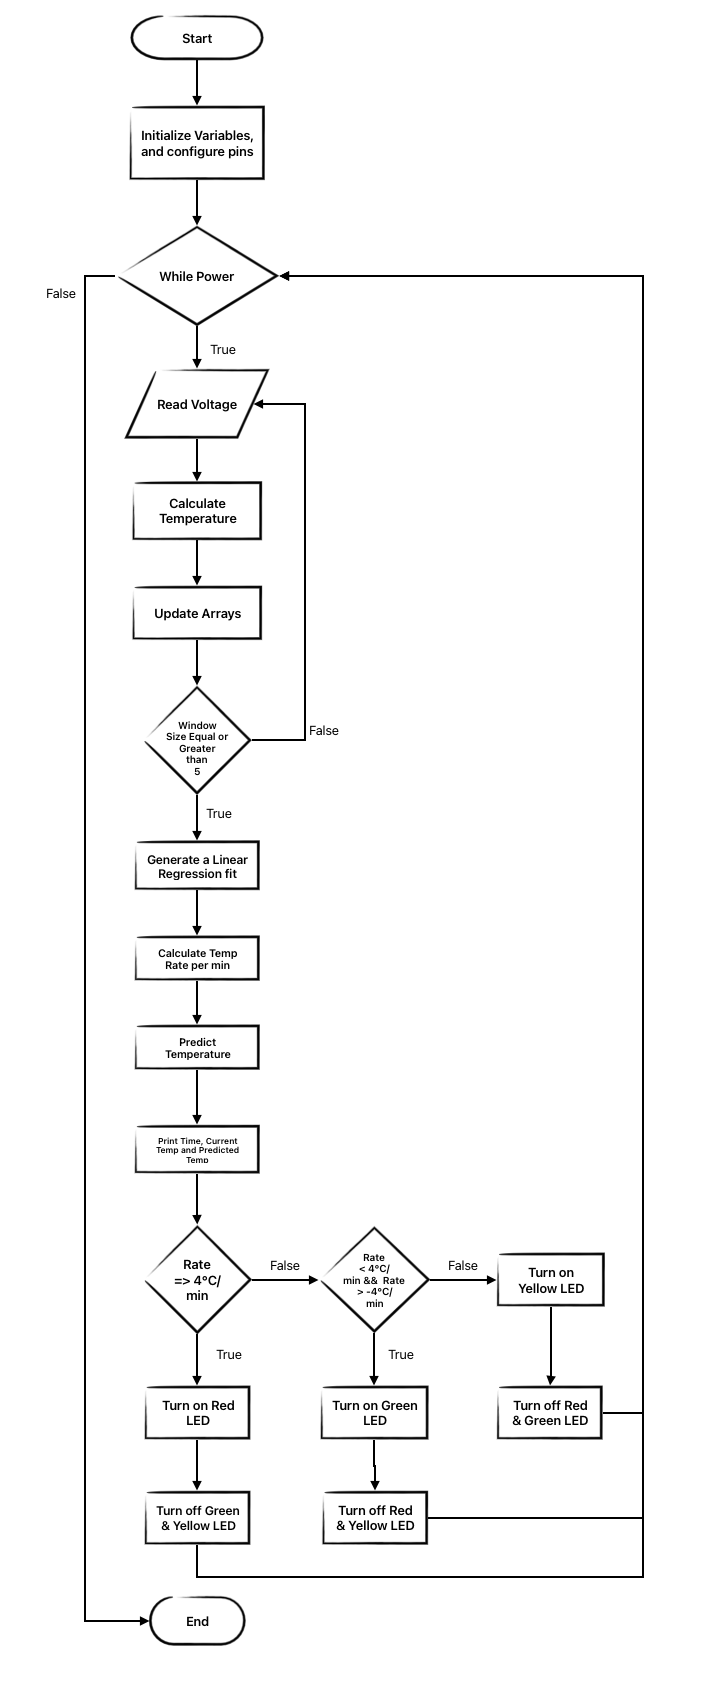 Start
Initialize Variables,
and configure pins
While Power
False
True
Read Voltage
Calculate
Temperature
Update Arrays
Window
Size Equal or
Greater
than
5
False
True
Generate a Linear
Regression fit
Calculate Temp
Rate per min
Predict
Temperature
Print Time, Current
Temp and Predicted
Temp
Rate
=> 4°C/
min
False
Rate
< 4°C/
min && Rate
> -4°C/
min
False
Turn on
Yellow LED
True
True
Turn on Red
LED
Turn on Green
LED
Turn off Red
& Green LED
Turn off Green
& Yellow LED
Turn off Red
& Yellow LED
End